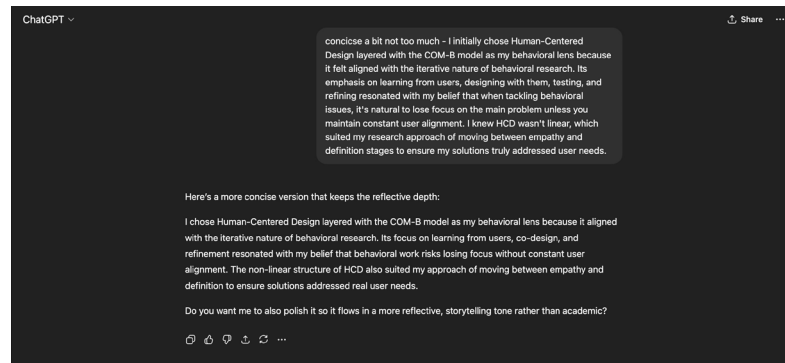 ChatGPT
Share
concicse a bit not too much - I initially chose Human-Centered
Design layered with the COM-B model as my behavioral lens because
it felt aligned with the iterative nature of behavioral research. Its
emphasis on learning from users, designing with them, testing, and
refining resonated with my belief that when tackling behavioral
issues, it's natural to lose focus on the main problem unless you
maintain constant user alignment. I knew HCD wasn't linear, which
suited my research approach of moving between empathy and
definition stages to ensure my solutions truly addressed user needs.
Here's a more concise version that keeps the reflective depth:
I chose Human-Centered Design layered with the COM-B model as my behavioral lens because it aligned
with the iterative nature of behavioral research. Its focus on learning from users, co-design, and
refinement resonated with my belief that behavioral work risks losing focus without constant user
alignment. The non-linear structure of HCD also suited my approach of moving between empathy and
definition to ensure solutions addressed real user needs.
Do you want me to also polish it so it flows in a more reflective, storytelling tone rather than academic?